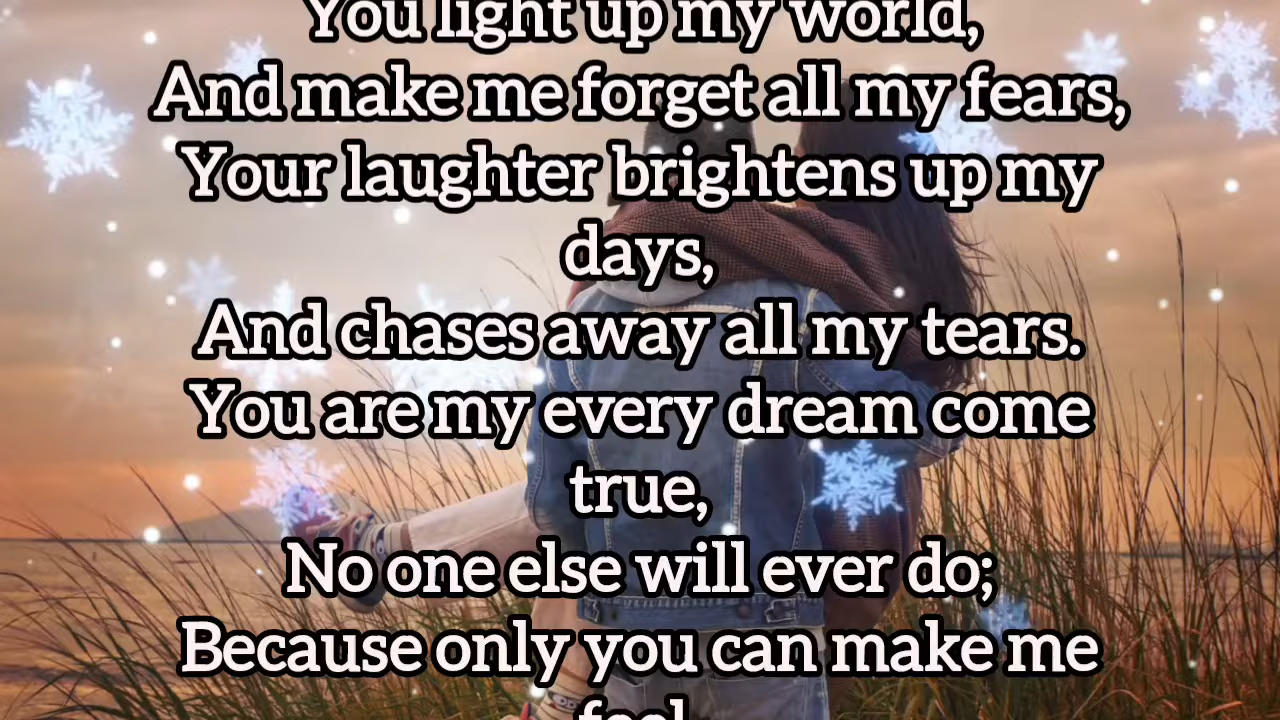 You light up my world,
And make me forget all my fears,
Your laughter brightens up my
days,
And chases away all my tears.
You are my every dream come
true,
No one else will ever do;
Because only you can make me
feel